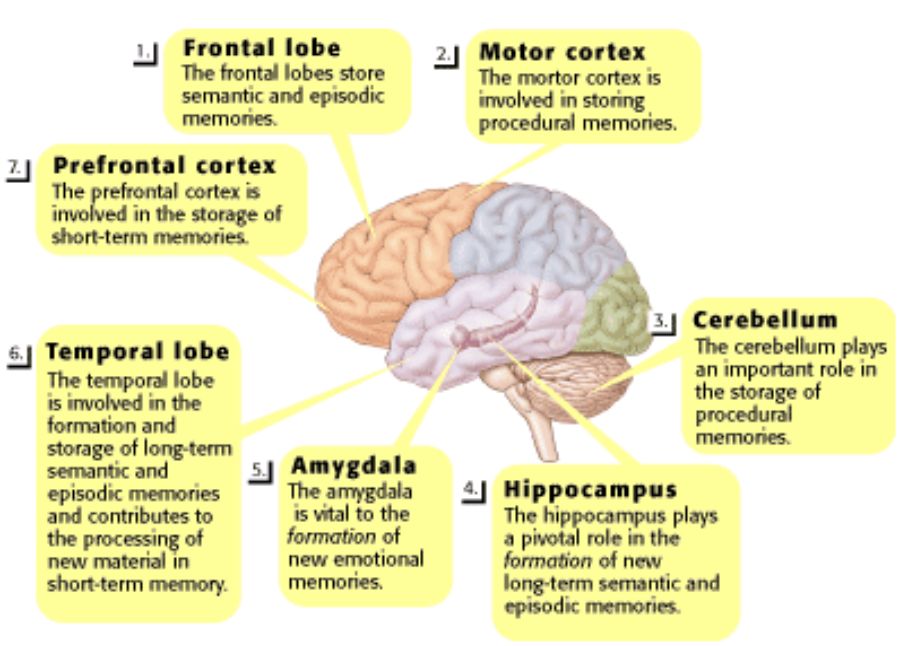 1.
Frontal lobe
The frontal lobes store
semantic and episodic
memories.
2.
Motor cortex
The mortor cortex is
involved in storing
procedural memories.
7.
Prefrontal cortex
The prefrontal cortex is
involved in the storage of
short-term memories.
3.
Cerebellum
The cerebellum plays
an important role in
the storage of
procedural
memories.
6.
Temporal lobe
The temporal lobe
is involved in the
formation and
storage of long-term
semantic and
episodic memories
and contributes to
the processing of
new material in
short-term memory.
5.
Amygdala
The amygdala
is vital to the
formation of
new emotional
memories.
4.
Hippocampus
The hippocampus plays
a pivotal role in the
formation of new
long-term semantic and
episodic memories.